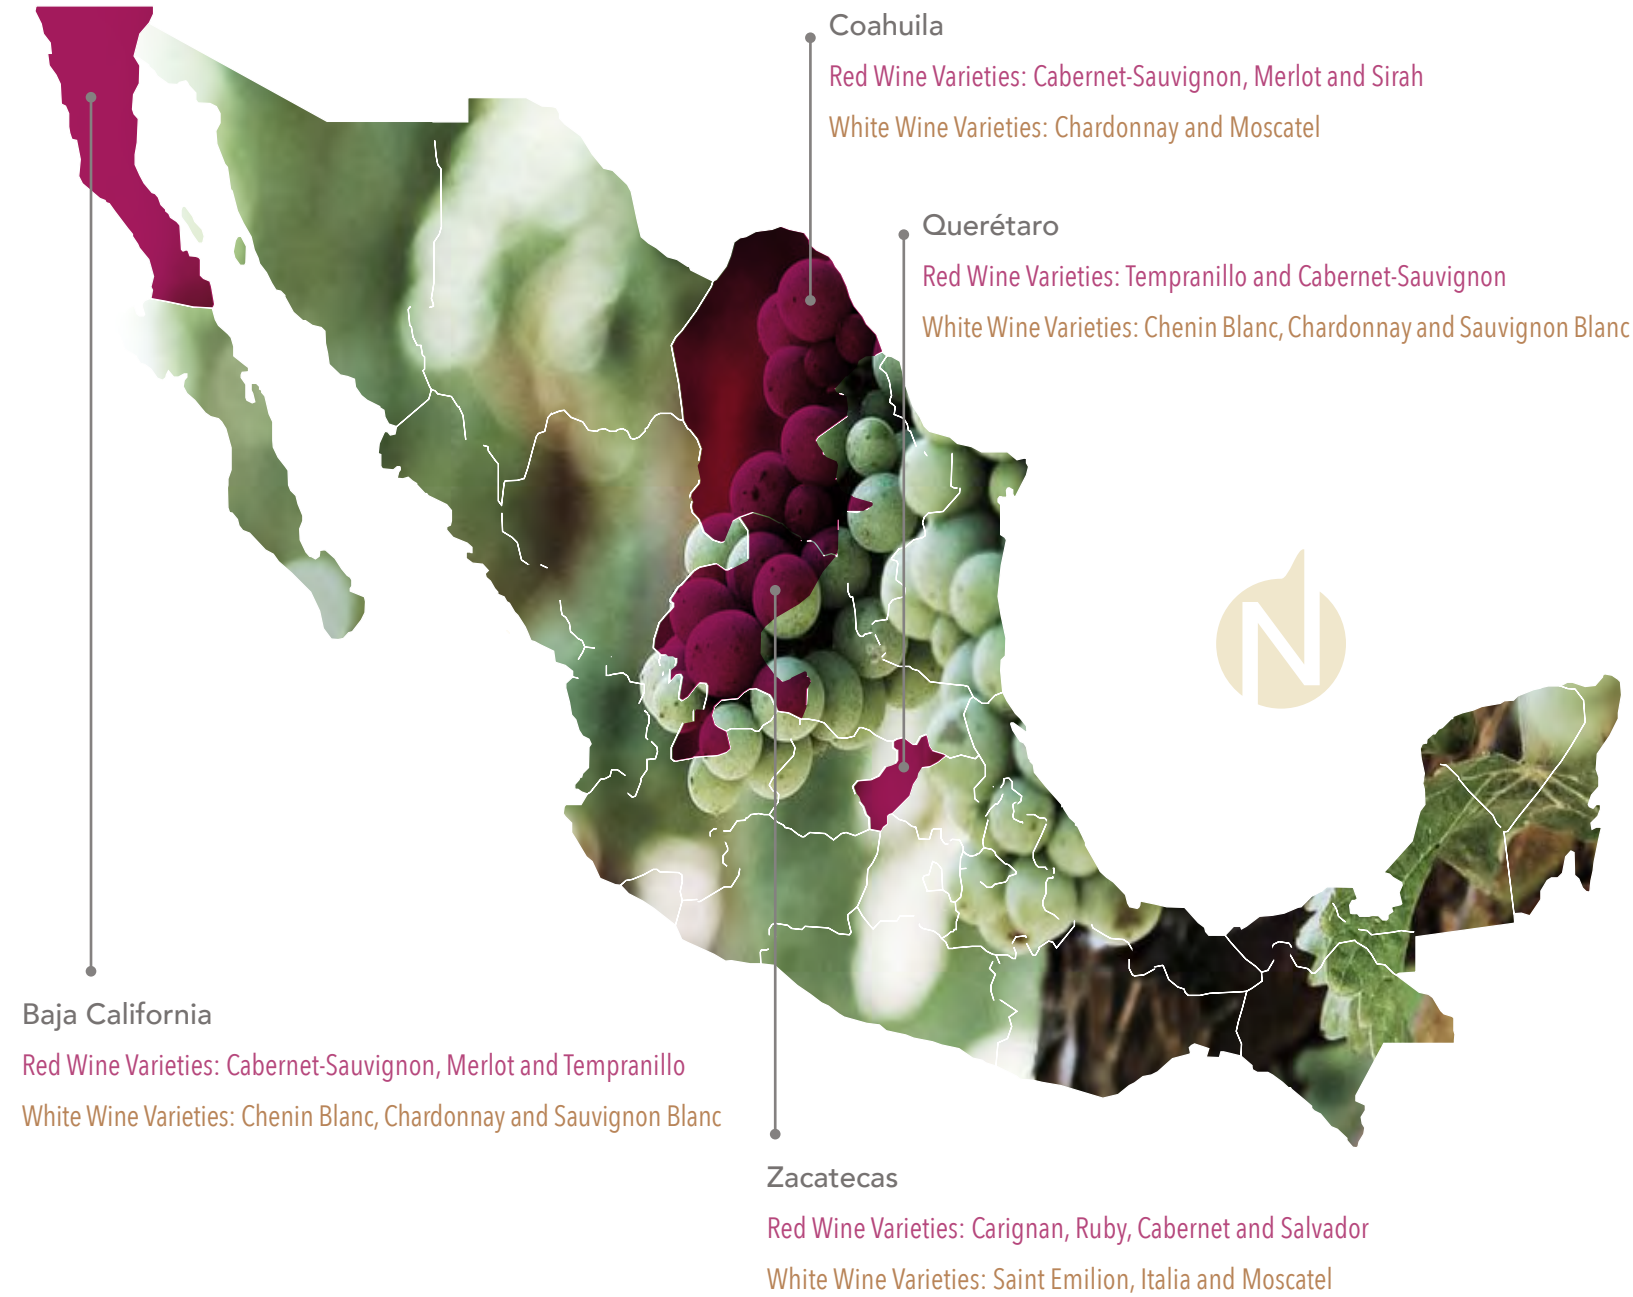 Coahuila
Red Wine Varieties: Cabernet-Sauvignon, Merlot and Sirah
White Wine Varieties: Chardonnay and Moscatel
Querétaro
Red Wine Varieties: Tempranillo and Cabernet-Sauvignon
White Wine Varieties: Chenin Blanc, Chardonnay and Sauvignon Blanc
N
Baja California
Red Wine Varieties: Cabernet-Sauvignon, Merlot and Tempranillo
White Wine Varieties: Chenin Blanc, Chardonnay and Sauvignon Blanc
Zacatecas
Red Wine Varieties: Carignan, Ruby, Cabernet and Salvador
White Wine Varieties: Saint Emilion, Italia and Moscatel